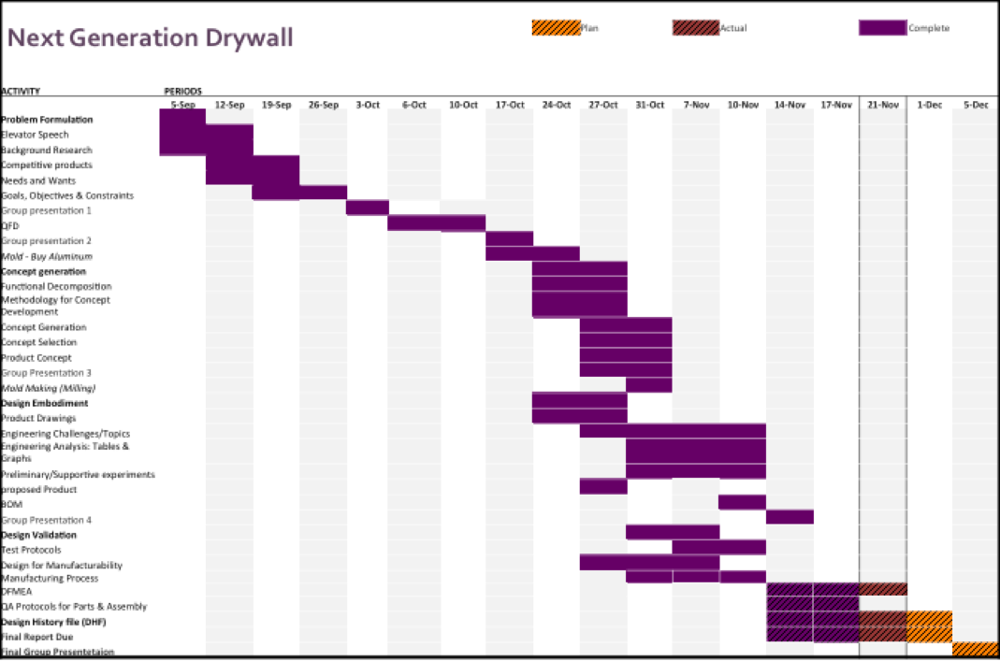 Next Generation Drywall
Plan
Actual
Complete
ACTIVITY PERIODS
5-Sep 12-Sep 19-Sep 26-Sep 3-Oct 6-Oct 10-Oct 17-Oct 24-Oct 27-Oct 31-Oct 7-Nov 10-Nov 14-Nov 17-Nov 21-Nov 1-Dec 5-Dec
Problem Formulation
Elevator Speech
Background Research
Competitive products
Needs and Wants
Goals, Objectives & Constraints
Group presentation 1
QFD
Group presentation 2
Mold - Buy Aluminum
Concept generation
Functional Decomposition
Methodology for Concept
Development
Concept Generation
Concept Selection
Product Concept
Group Presentation 3
Mold Making (Milling)
Design Embodiment
Product Drawings
Engineering Challenges/Topics
Engineering Analysis: Tables &
Graphs
Preliminary/Supportive experiments
proposed Product
BOM
Group Presentation 4
Design Validation
Test Protocols
Design for Manufacturability
Manufacturing Process
DFMEA
QA Protocols for Parts & Assembly
Design History file (DHF)
Final Report Due
Final Group Presentetaion